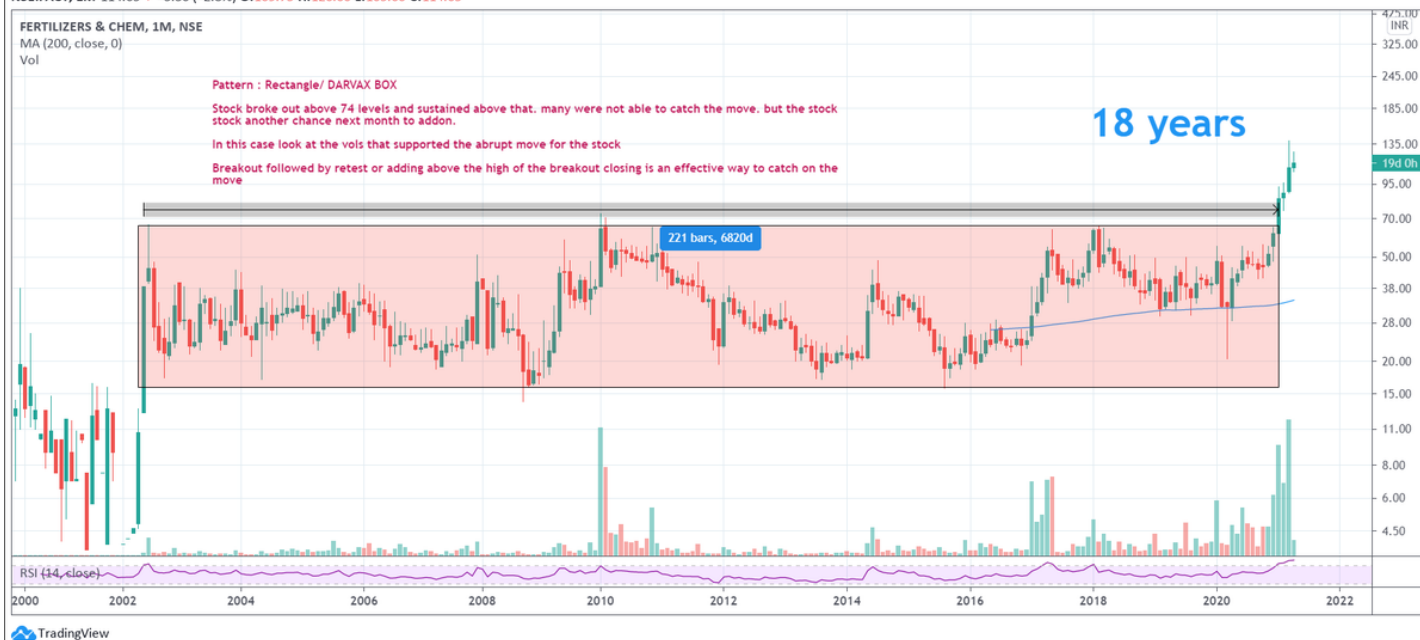 FERTILIZERS & CHEM, 1M, NSE
MA (200, close, 0)
Vol
Pattern : Rectangle/ DARVAX BOX
Stock broke out above 74 levels and sustained above that. many were not able to catch the move. but the stock
stock another chance next month to addon.
In this case look at the vols that supported the abrupt move for the stock
Breakout followed by retest or adding above the high of the breakout closing is an effective way to catch on the
move
18 years
221 bars, 6820d
475.00
INR
325.00
245.00
185.00
135.00
19d 0h
95.00
70.00
50.00
38.00
28.00
20.00
15.00
11.00
8.00
6.00
4.50
RSI (14, close)
2000 2002 2004 2006 2008 2010 2012 2014 2016 2018 2020 2022
TradingView